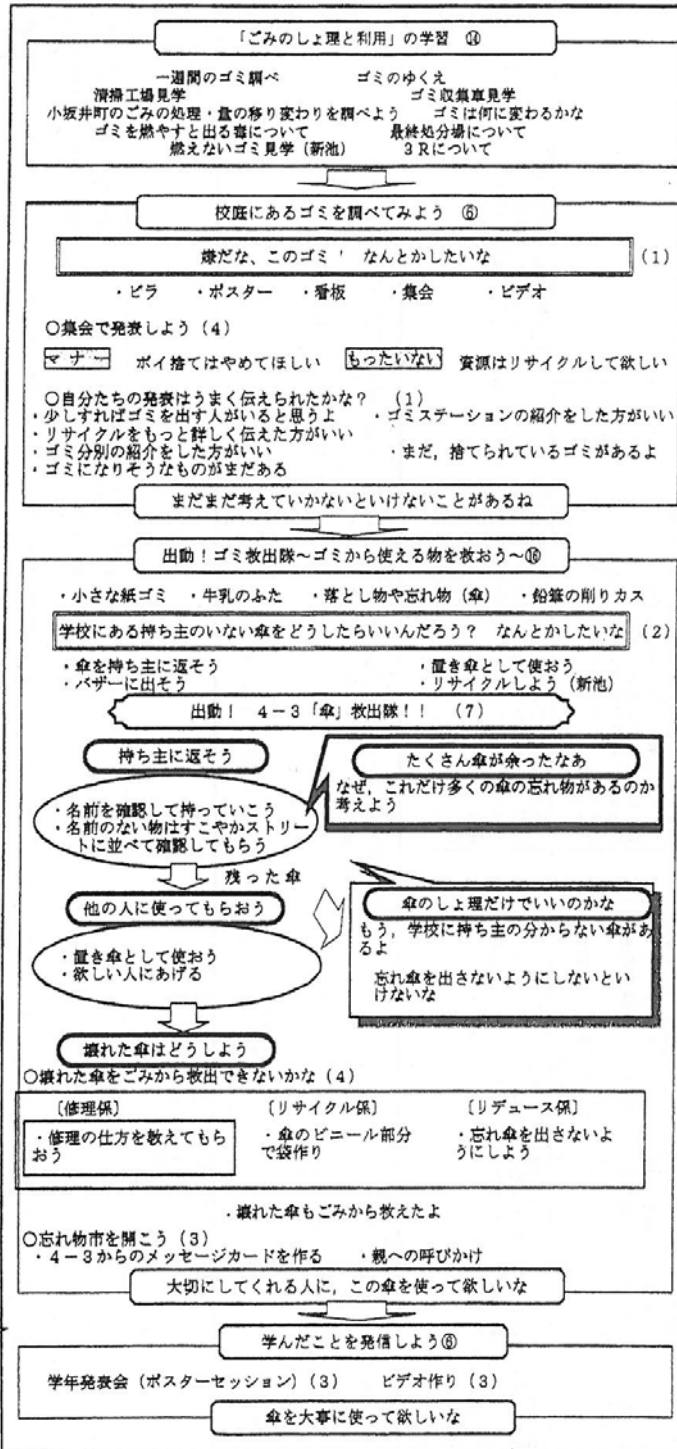 「ごみのしょ理と利用」の学習 ⑭
一週間のゴミ調べ ゴミのゆくえ
清掃工場見学 ゴミ収集車見学
小坂井町のごみの処理・量の移り変わりを調べよう ゴミは何に変わるかな
ゴミを燃やすと出る毒について 最終処分場について
燃えないゴミ見学(新池) 3Rについて
校庭にあるゴミを調べてみよう ⑥
嫌だな、このゴミ! なんとかしたいな (1)
・ビラ ・ポスター ・看板 ・集会 ・ビデオ
○集会で発表しよう(4)
マナー ポイ捨てはやめてほしい もったいない 資源はリサイクルして欲しい
○自分たちの発表はうまく伝えられたかな? (1)
・少しすればゴミを出す人がいると思うよ ・ゴミステーションの紹介をした方がいい
・リサイクルをもっと詳しく伝えた方がいい
・ゴミ分別の紹介をした方がいい ・まだ,捨てられているゴミがあるよ
・ゴミになりそうなものがまだある
まだまだ考えていかないといけないことがあるね
出動!ゴミ救出隊~ゴミから使える物を救おう~⑯
・小さな紙ゴミ ・牛乳のふた ・落とし物や忘れ物(傘) ・鉛筆の削りカス
学校にある持ち主のいない傘をどうしたらいいんだろう? なんとかしたいな (2)
・傘を持ち主に返そう ・置き傘として使おう
・バザーに出そう ・リサイクルしよう(新池)
出動! 4-3「傘」救出隊!! (7)
持ち主に返そう
・名前を確認して持っていこう
・名前のない物はすこやかストリートに並べて確認してもらう
たくさん傘が余ったなあ
なぜ,これだけ多くの傘の忘れ物があるのか
考えよう
残った傘
他の人に使ってもらおう
・置き傘として使おう
・欲しい人にあげる
傘のしょ理だけでいいのかな
もう,学校に持ち主の分からない傘があ
るよ
忘れ傘を出さないようにしないとい
けないな
壊れた傘はどうしよう
○壊れた傘をごみから救出できないかな(4)
[修理係] [リサイクル係] [リデュース係]
・修理の仕方を教えてもら ・傘のビニール部分 ・忘れ傘を出さないよ
おう で袋作り うにしよう
・壊れた傘もごみから救えたよ
○忘れ物市を開こう(3)
・4-3からのメッセージカードを作る ・親への呼びかけ
大切にしてくれる人に,この傘を使って欲しいな
学んだことを発信しよう⑥
学年発表会(ポスターセッション)(3) ビデオ作り(3)
傘を大事に使って欲しいな